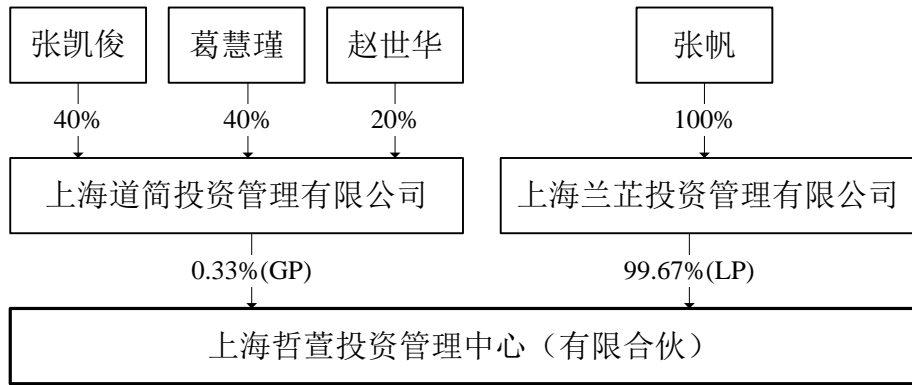 张凯俊
葛慧瑾
赵世华
张帆
40%
40%
20%
100%
上海道简投资管理有限公司
上海兰芷投资管理有限公司
0.33%(GP)
99.67%(LP)
上海哲萱投资管理中心（有限合伙）